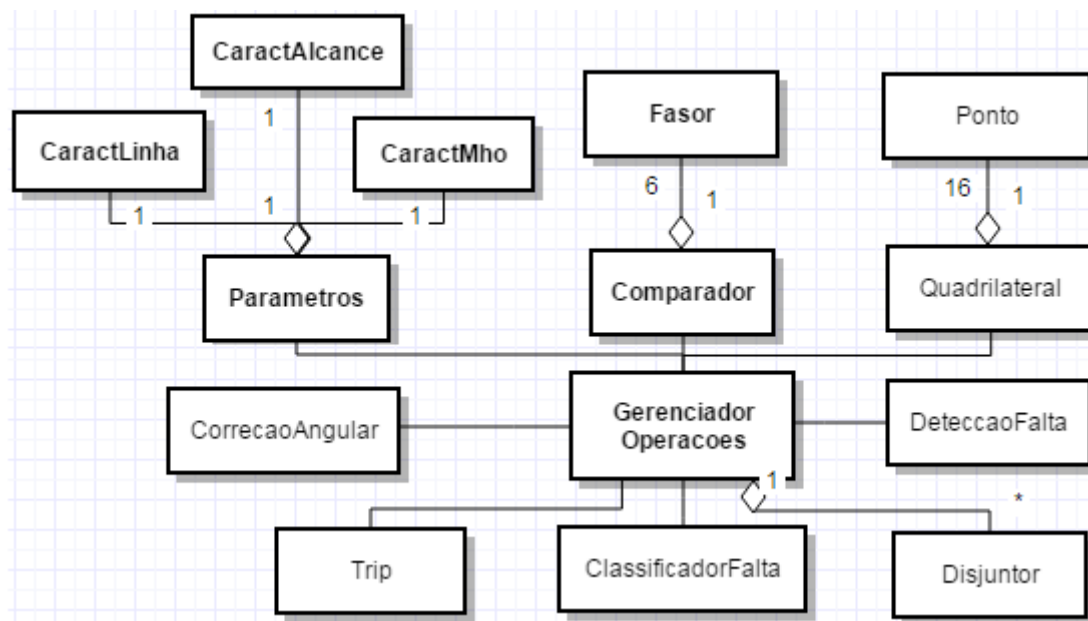 CaractAlcance
Fasor
Ponto
CaractLinha
CaractMho
1
6
1
16
1
1
1
1
Parametros
Comparador
Quadrilateral
CorrecaoAngular
Gerenciador
Operacoes
DeteccaoFalta
1
*
Trip
ClassificadorFalta
Disjuntor